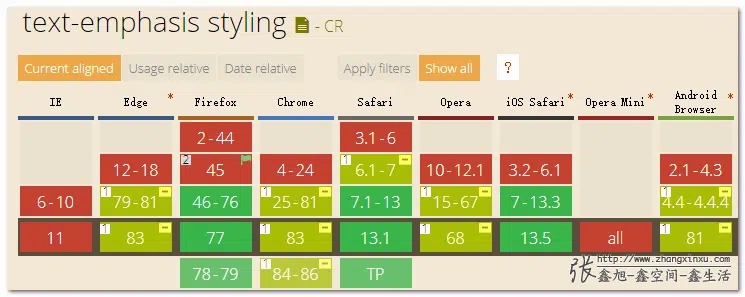 text-emphasis styling - CR
Current aligned Usage relative Date relative Apply filters Show all ?
IE Edge * Firefox Chrome Safari Opera iOS Safari * Opera Mini * Android Browser *
2-44 3.1-6
12-18 2 45 4-24 1 6.1-7 10-12.1 3.2-6.1 2.1-4.3
6-10 1 79-81 46-76 1 25-81 7.1-13 1 15-67 7-13.3 1 4.4-4.4.4
11 1 83 77 1 83 13.1 1 68 13.5 all 1 81
78-79 1 84-86 TP
http://www.zhangxinxu.com
张鑫旭-鑫空间-鑫生活